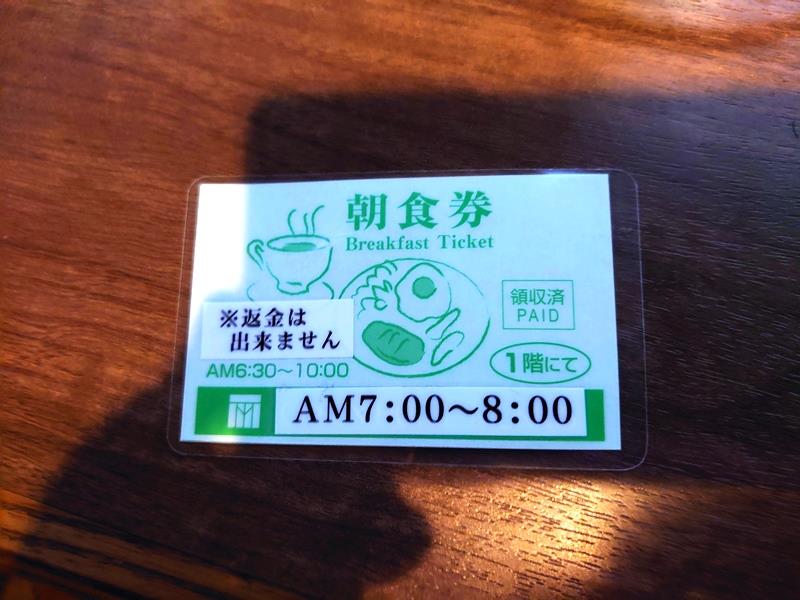 朝食券
Breakfast Ticket
領収済
PAID
※返金は
出来ません
1階にて
AM6:30〜10:00
AM7:00〜8:00